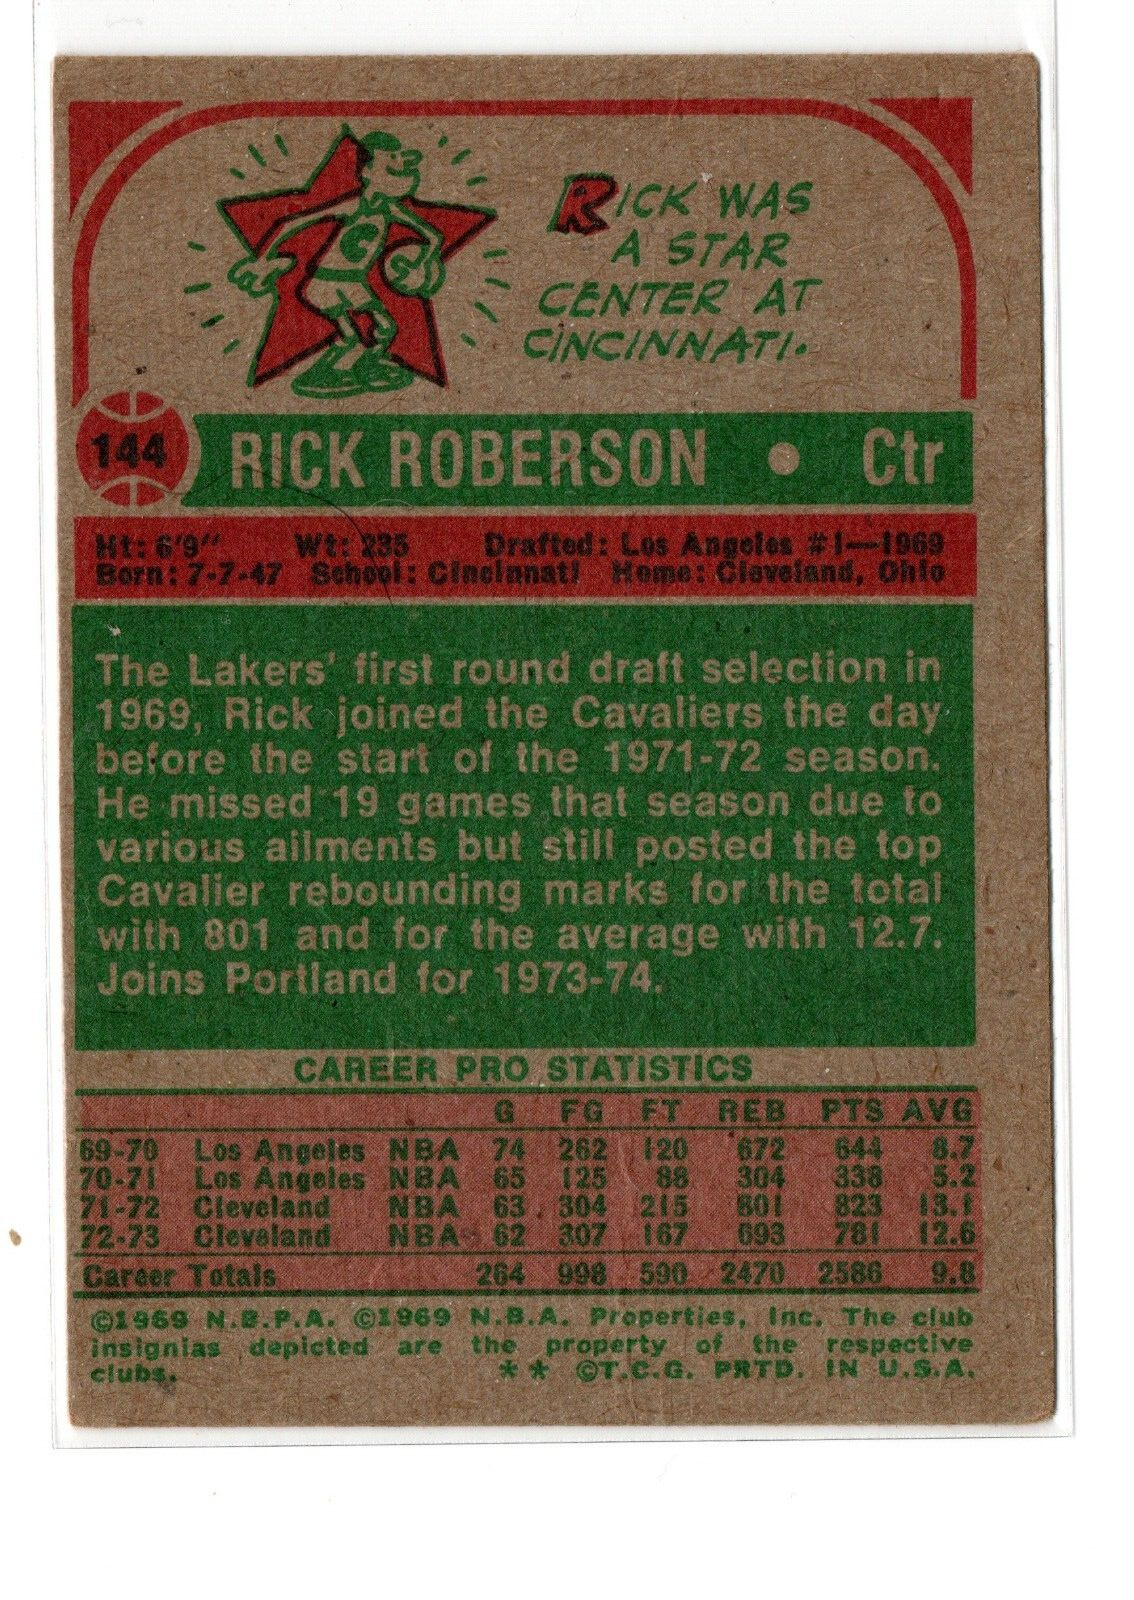 RICK WAS
A STAR
CENTER AT
CINCINNATI.
C
144 RICK ROBERSON • Ctr
Ht: 6'9" Wt: 235 Drafted: Los Angeles #1—1969
Born: 7-7-47 School: Cincinnati Home: Cleveland, Ohio
The Lakers' first round draft selection in
1969, Rick joined the Cavaliers the day
before the start of the 1971-72 season.
He missed 19 games that season due to
various ailments but still posted the top
Cavalier rebounding marks for the total
with 801 and for the average with 12.7.
Joins Portland for 1973-74.
CAREER PRO STATISTICS
G FG FT REB PTS AVG
69-70 Los Angeles NBA 74 262 120 672 644 8.7
70-71 Los Angeles NBA 65 125 88 304 338 5.2
71-72 Cleveland NBA 63 304 215 801 823 13.1
72-73 Cleveland NBA 62 307 167 693 781 12.6
Career Totals 264 998 590 2470 2586 9.8
©1969 N.B.P.A. ©1969 N.B.A. Properties, Inc. The club
insignias depicted are the property of the respective
clubs. ** ©T.C.G. PRTD. IN U.S.A.